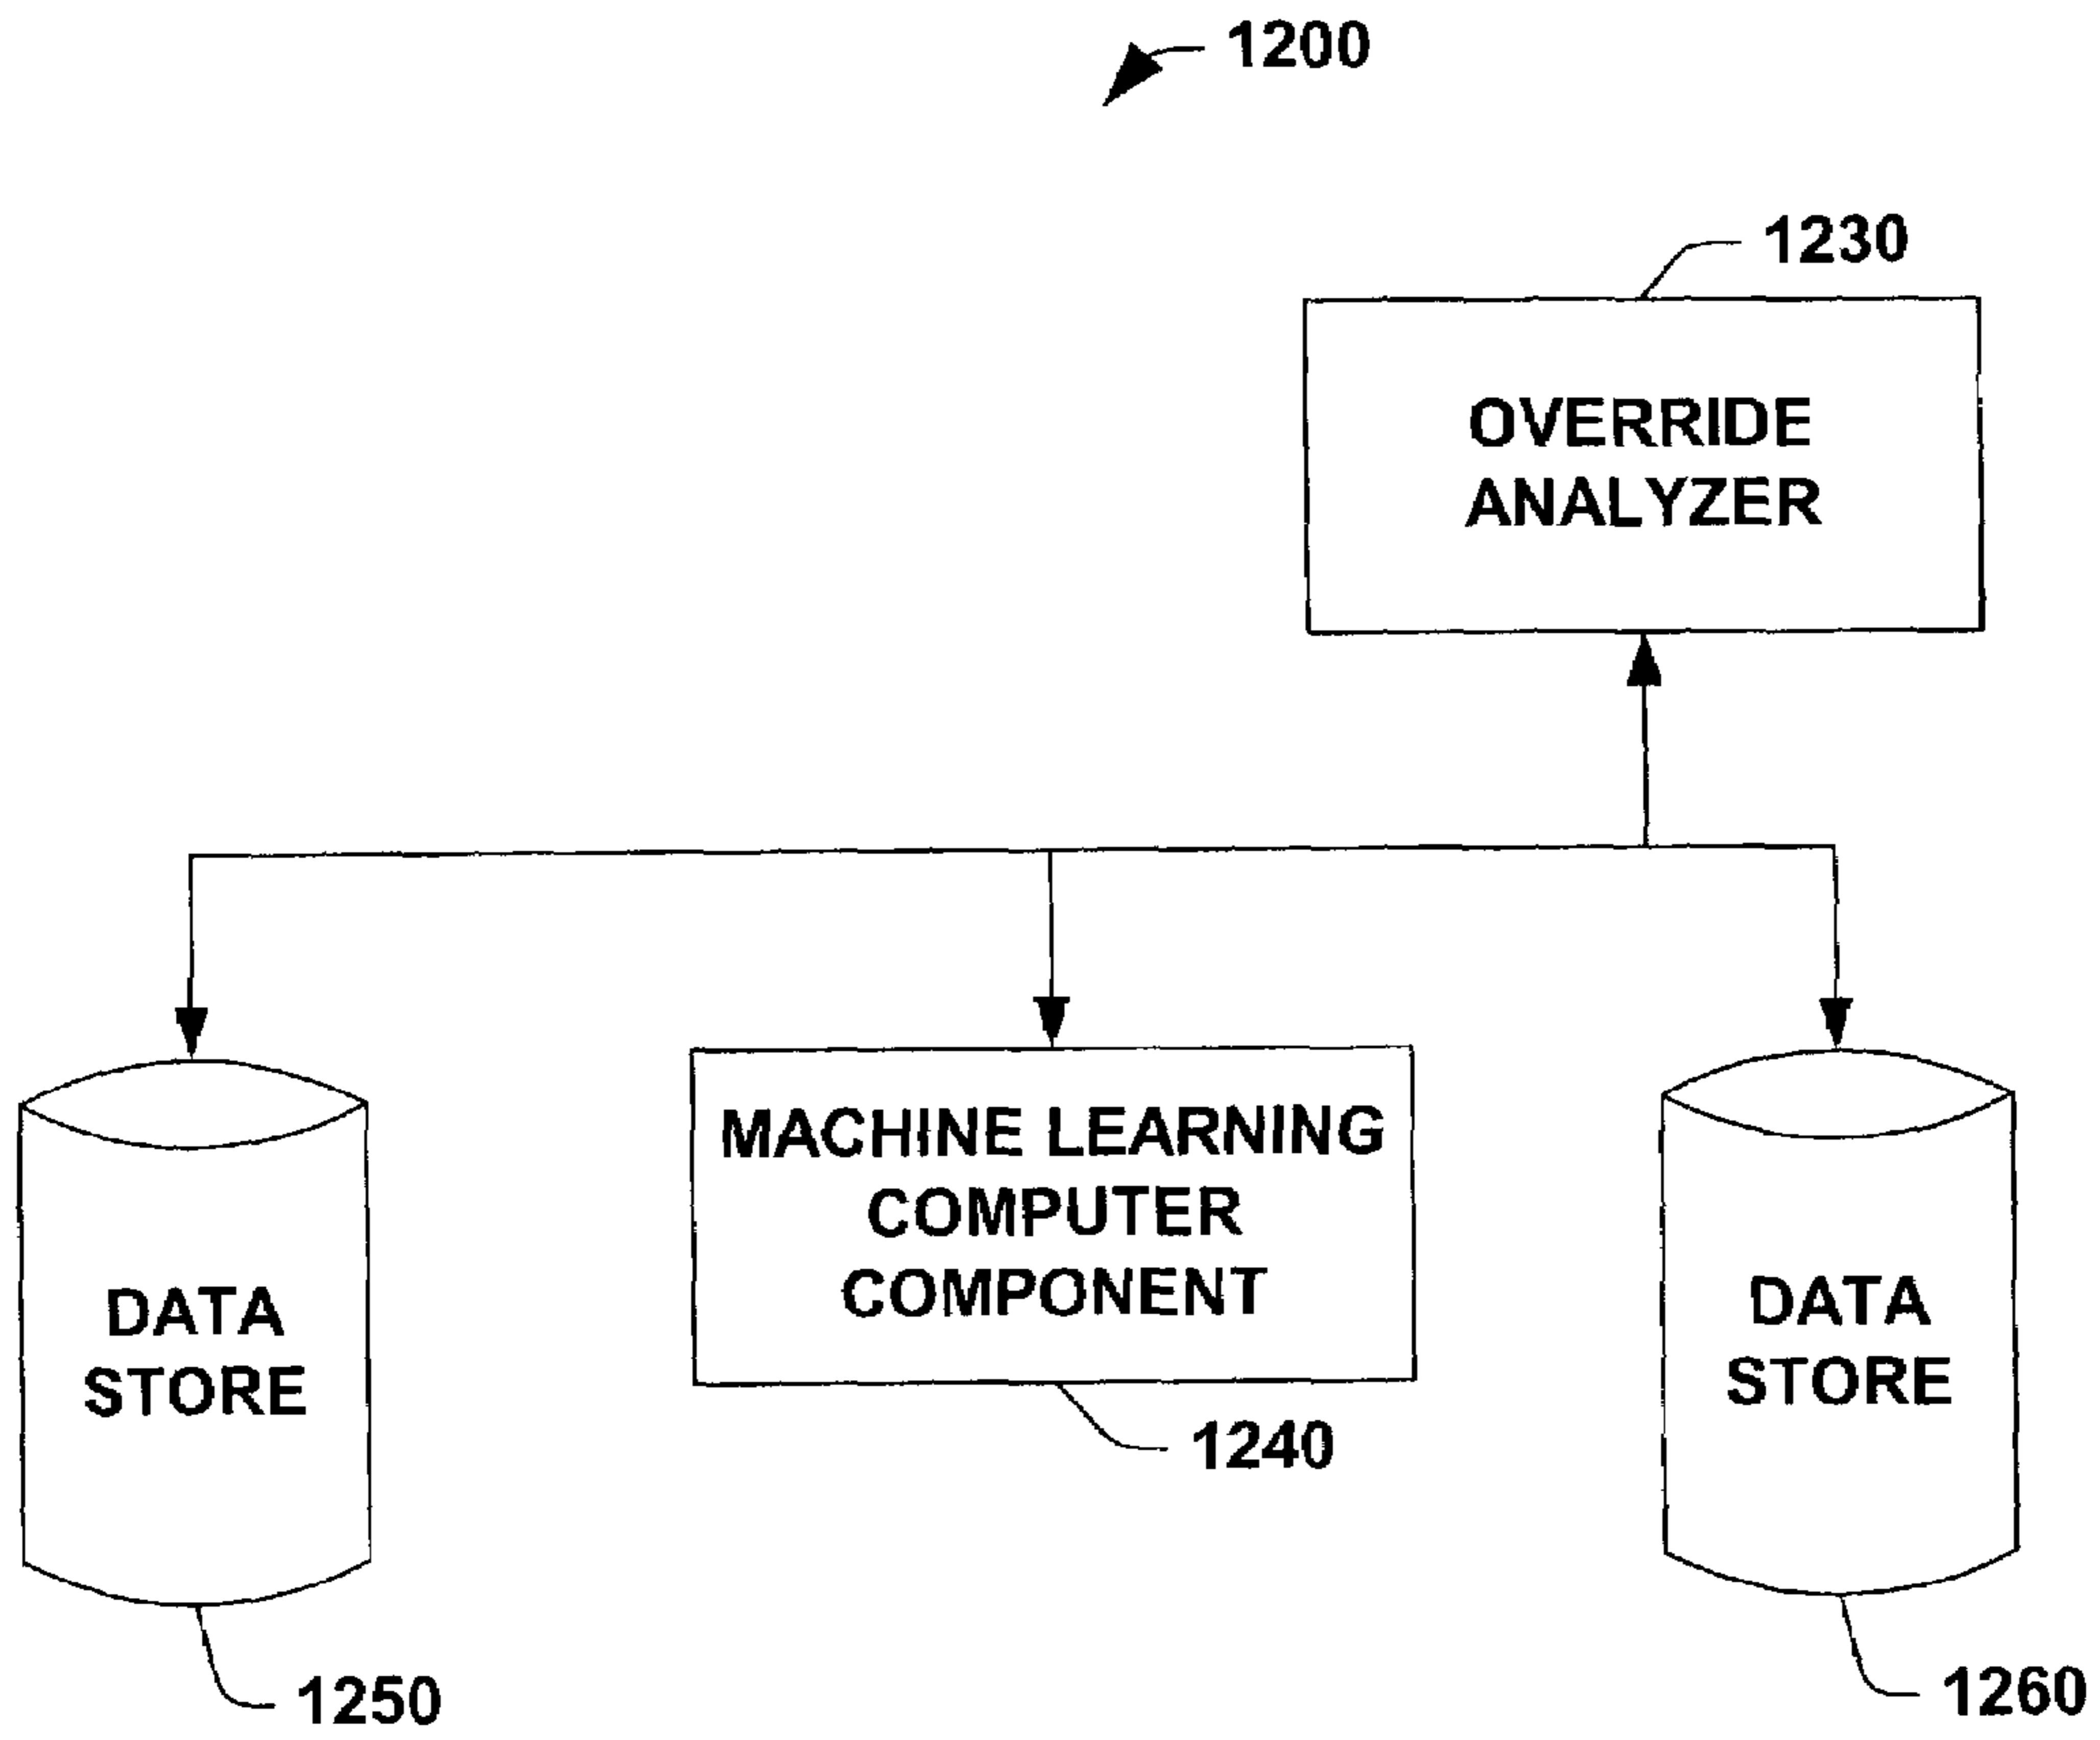 1200
1230
OVERRIDE
ANALYZER
MACHINE LEARNING
COMPUTER
COMPONENT
1240
DATA
STORE
1250
DATA
STORE
1260